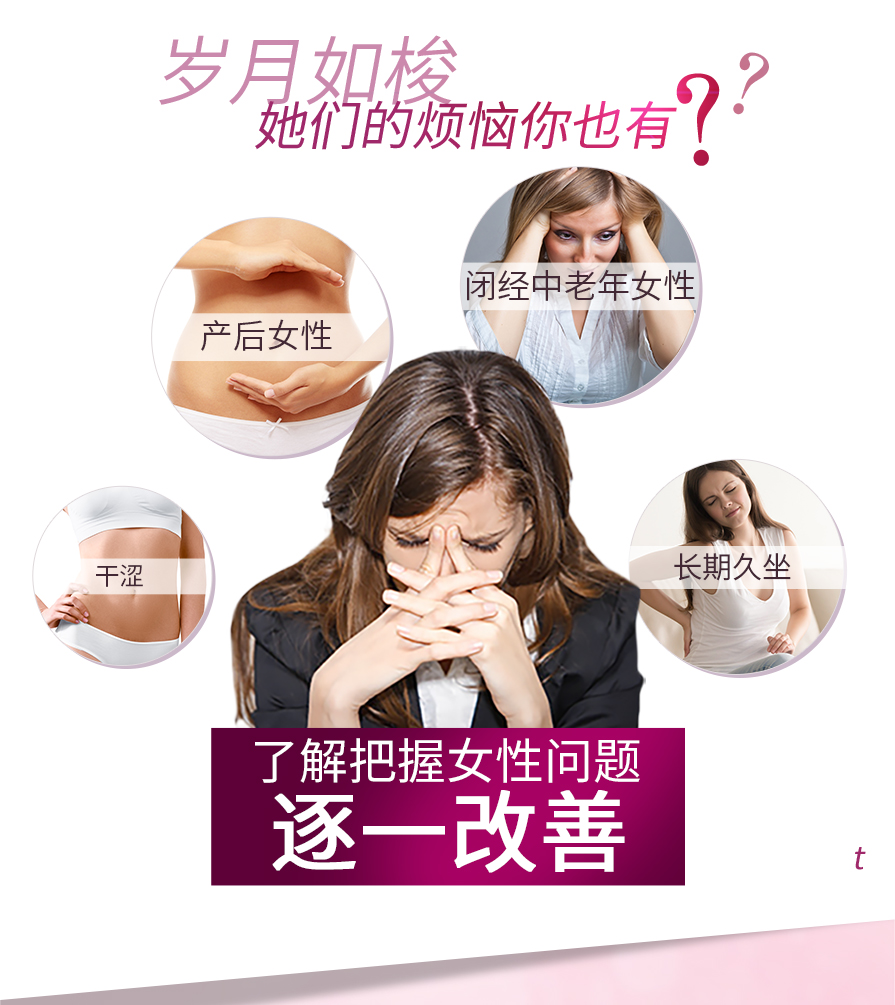 岁月如梭
她们的烦恼你也有??
闭经中老年女性
产后女性
干涩
长期久坐
了解把握女性问题
逐一改善
t